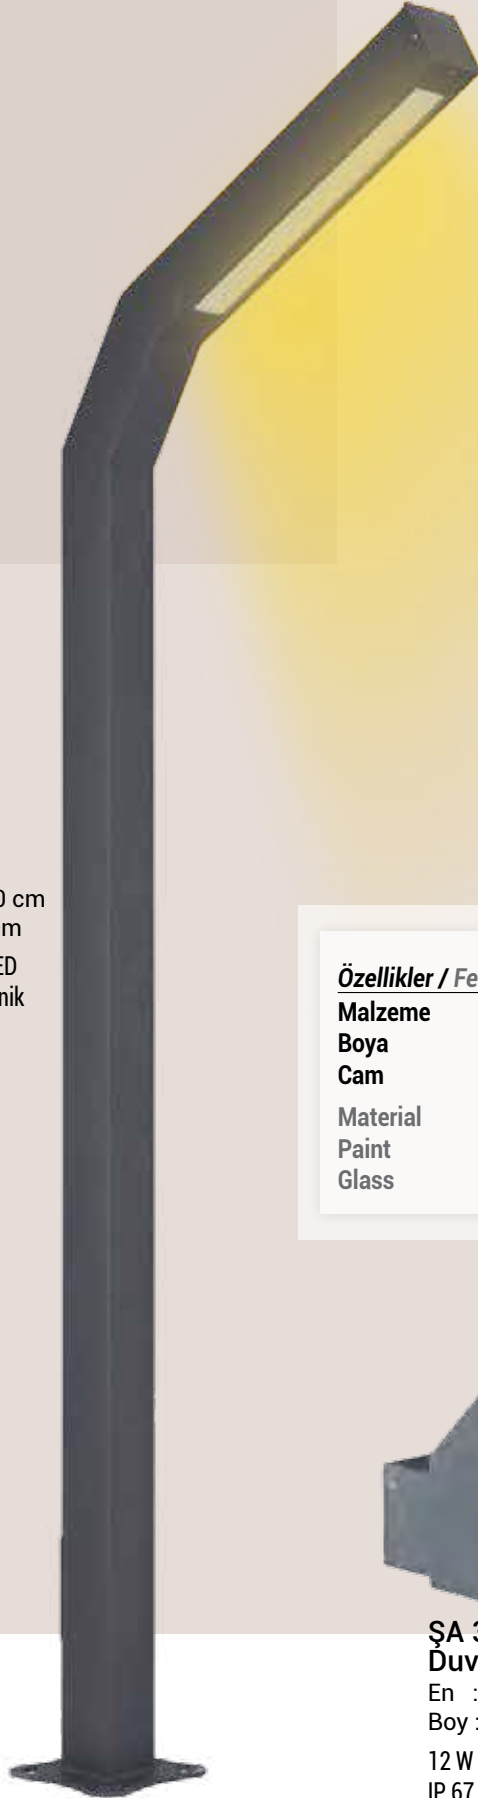 0 cm
m
ED
nik
Özellikler / Fe
Malzeme
Boya
Cam
Material
Paint
Glass
ŞA 3
Duv
En :
Boy :
12 W
IP 67